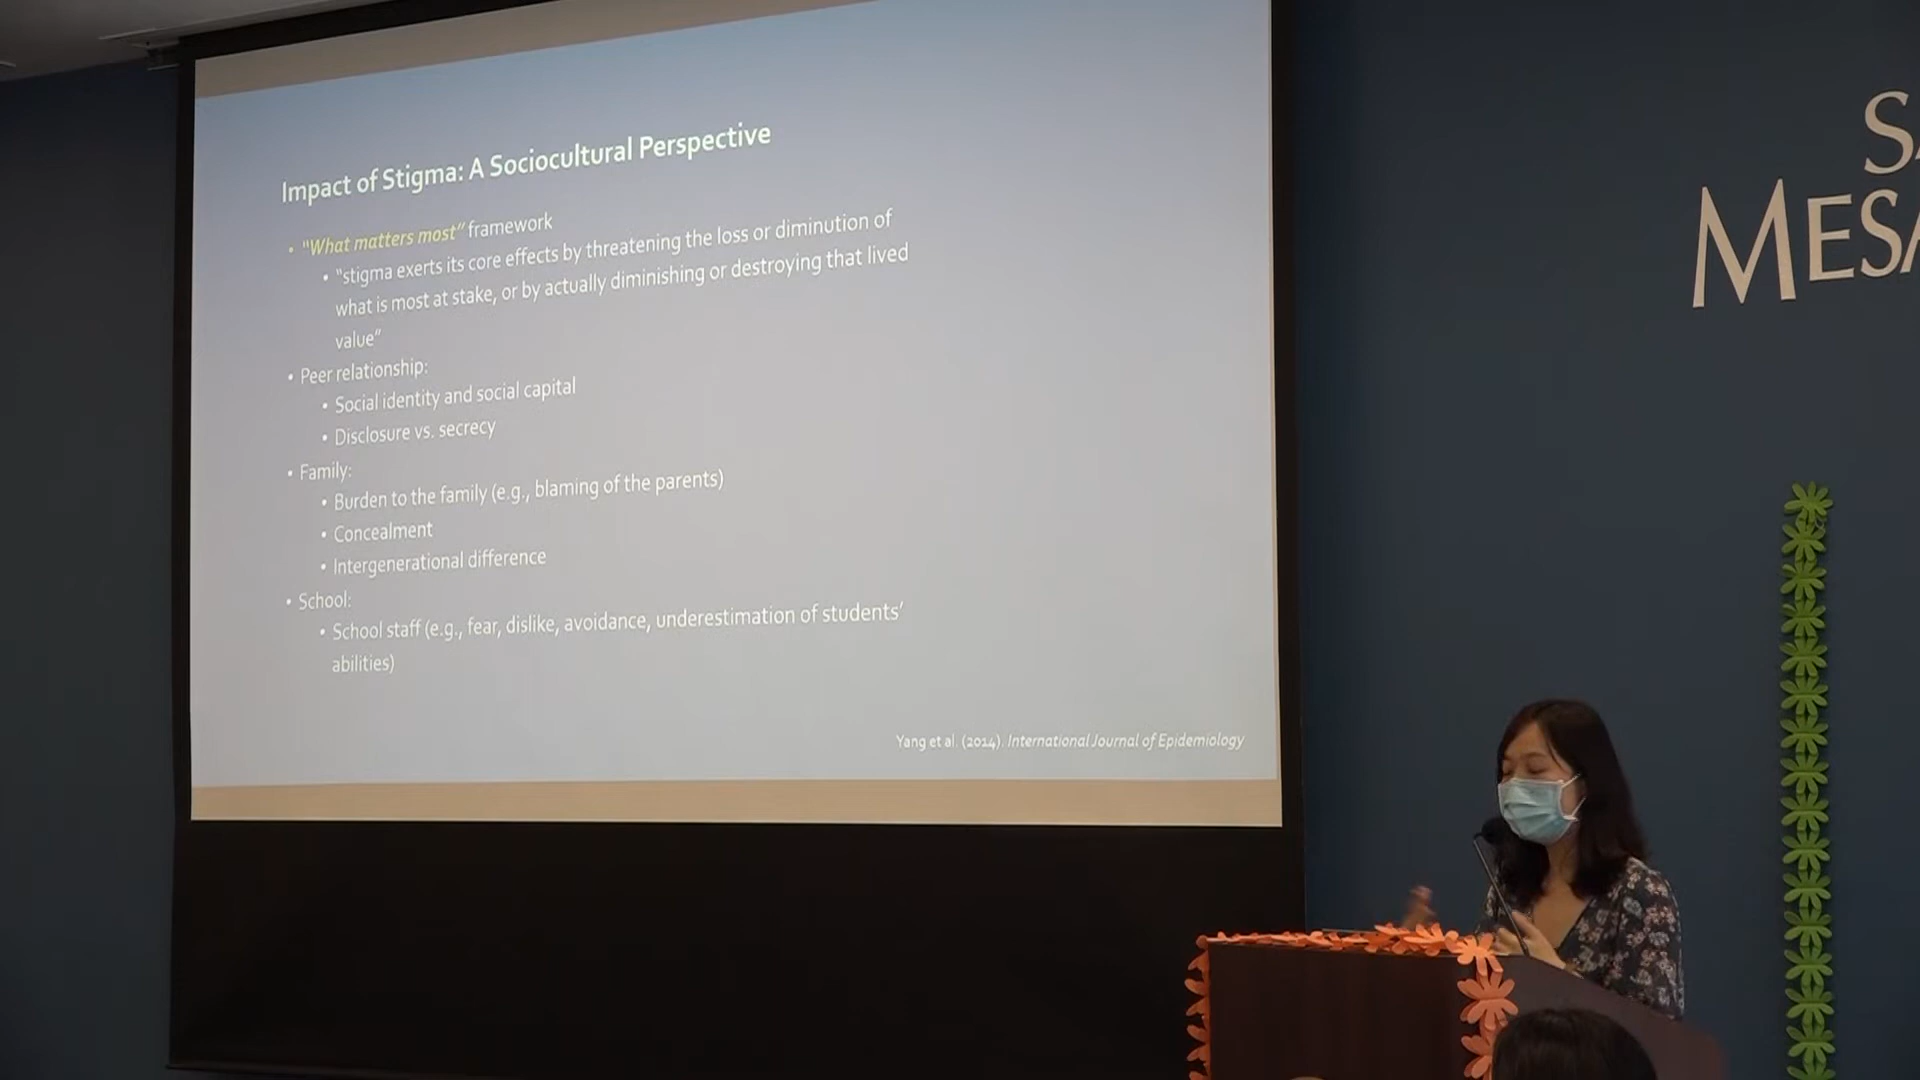 Impact of Stigma: A Sociocultural Perspective
• "What matters most" framework
• "stigma exerts its core effects by threatening the loss or diminution of
what is most at stake, or by actually diminishing or destroying that lived
value"
• Peer relationship:
• Social identity and social capital
• Disclosure vs. secrecy
• Family:
• Burden to the family (e.g., blaming of the parents)
• Concealment
• Intergenerational difference
• School:
• School staff (e.g., fear, dislike, avoidance, underestimation of students'
abilities)
Yang et al. (2014). International Journal of Epidemiology